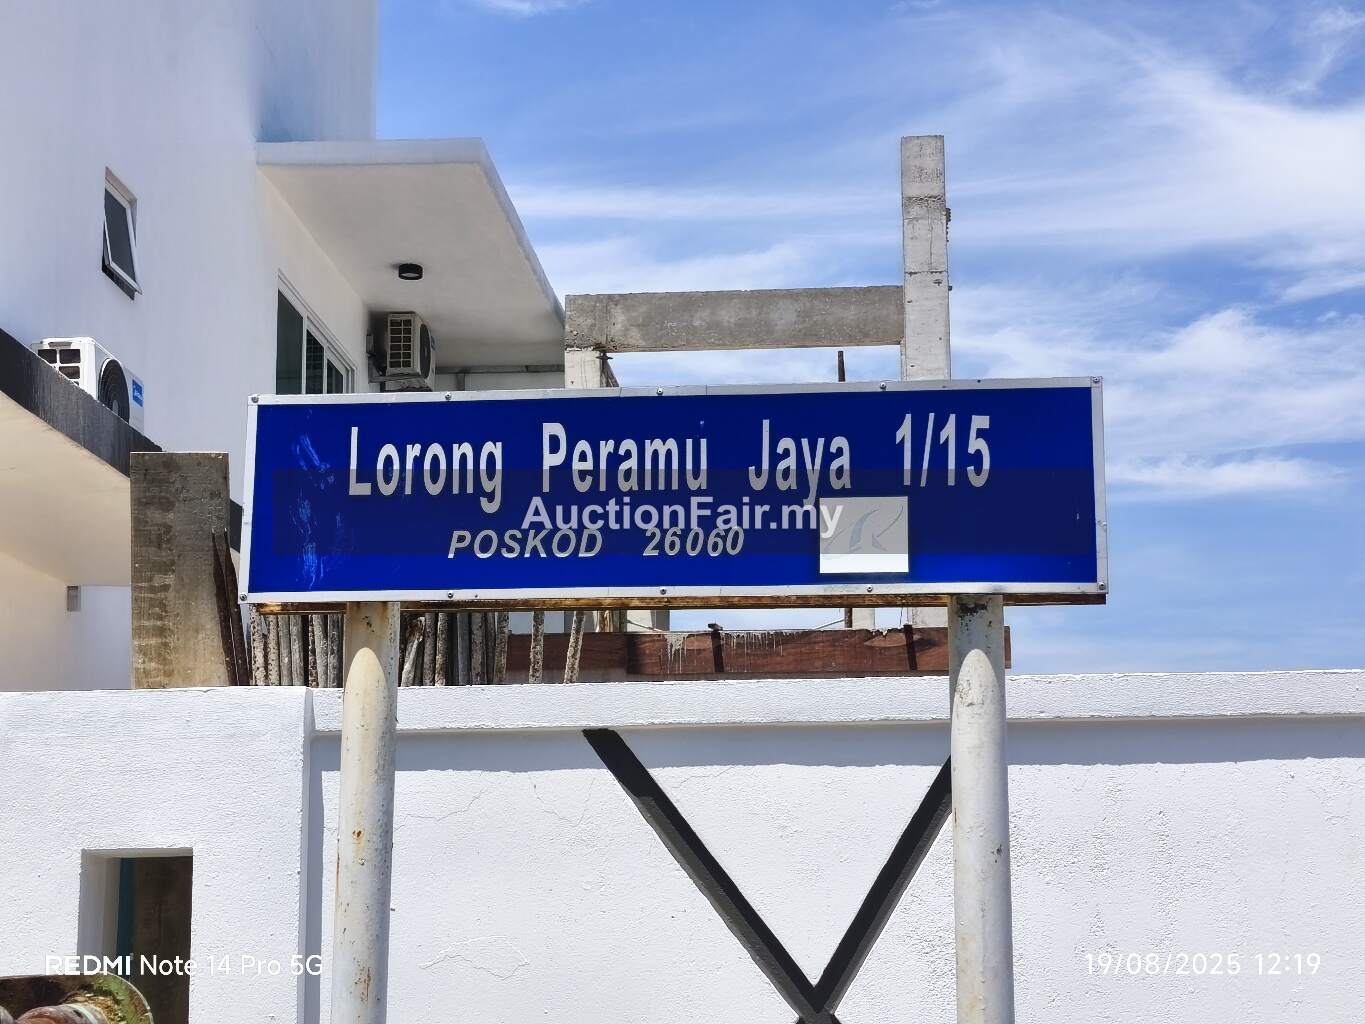 Lorong Peramu Jaya 1/15
AuctionFair.my
POSKOD 26060
REDMI Note 14 Pro 5G
19/08/2025 12:19